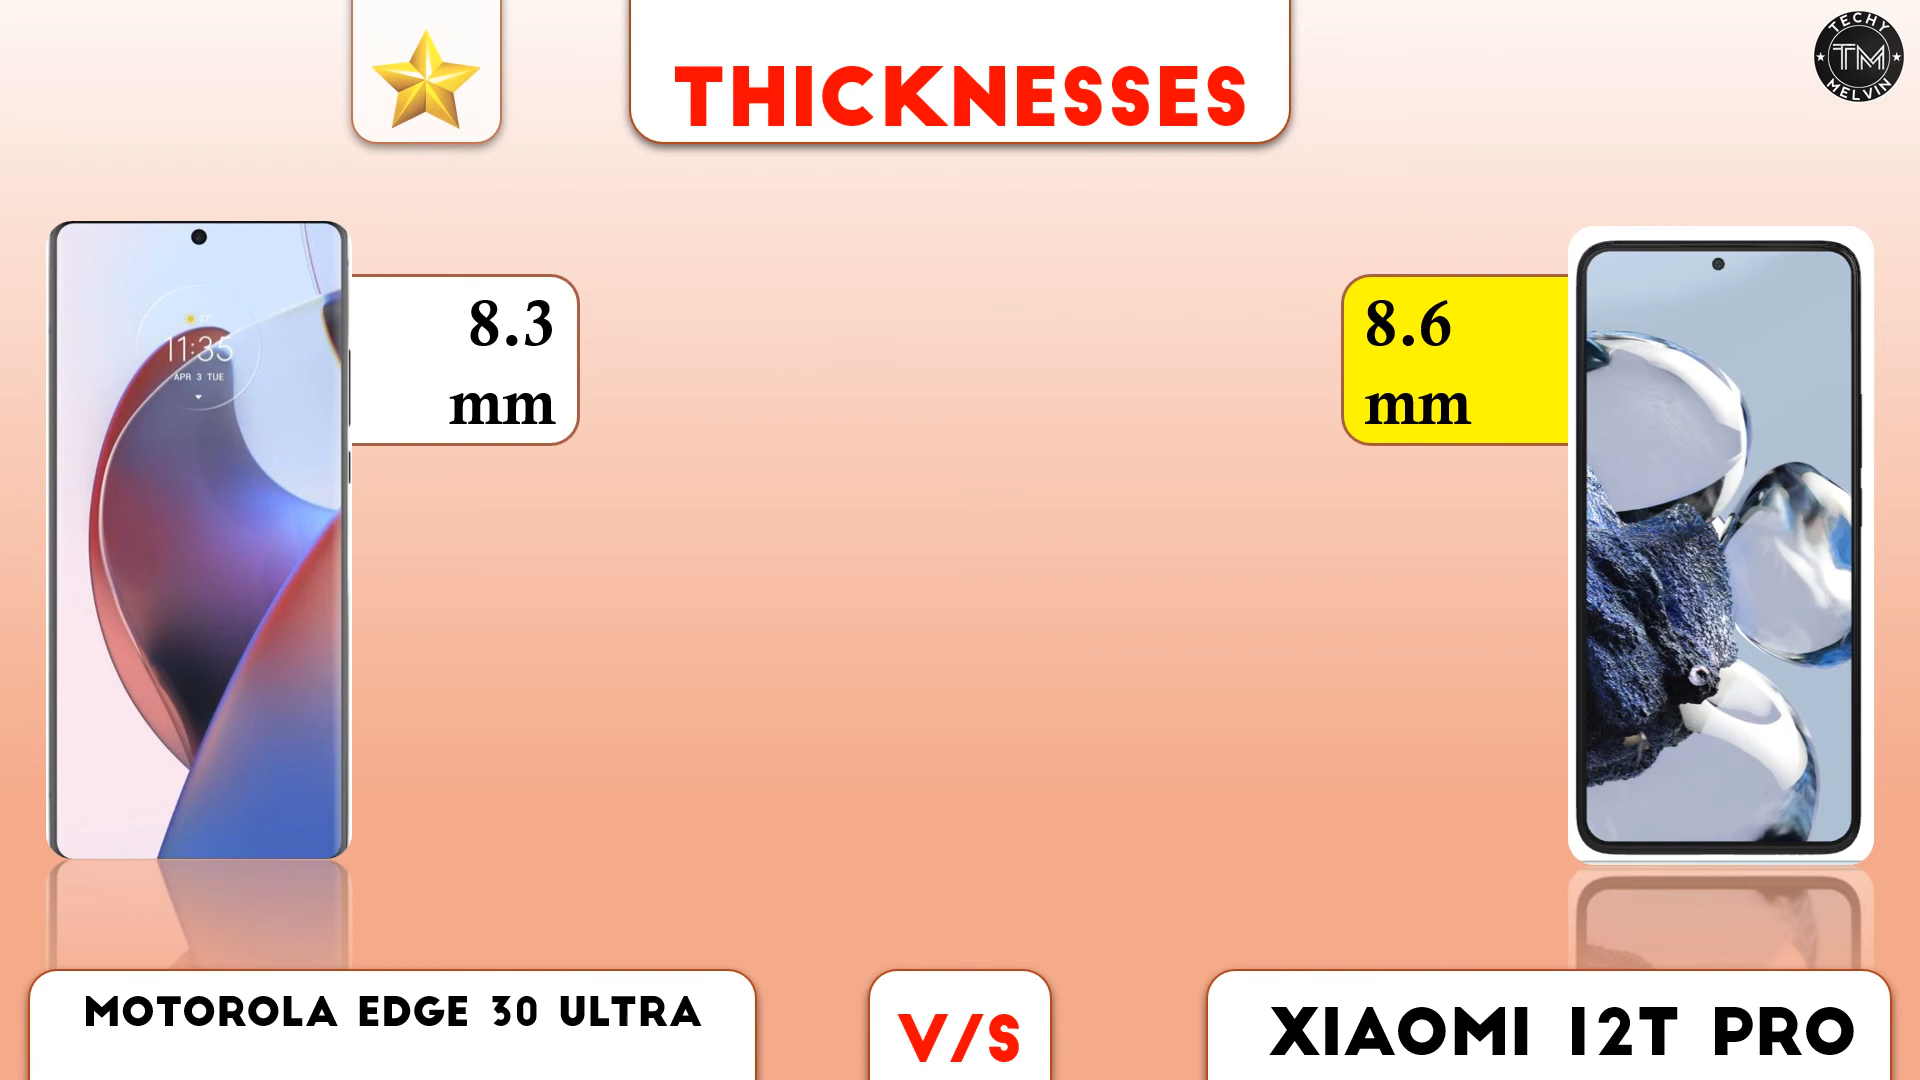 THICKNESSES
TECHY
TM
MELVIN
11:35
APR 3 TUE
8.3
mm
8.6
mm
MOTOROLA EDGE 30 ULTRA
V/S
XIAOMI 12T PRO